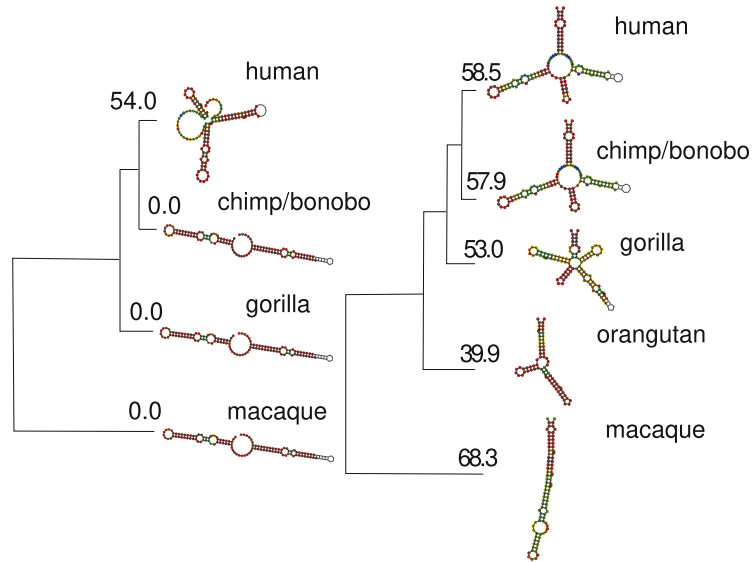 human
54.0
chimp/bonobo
0.0
gorilla
0.0
macaque
0.0
human
58.5
chimp/bonobo
57.9
gorilla
53.0
orangutan
39.9
macaque
68.3